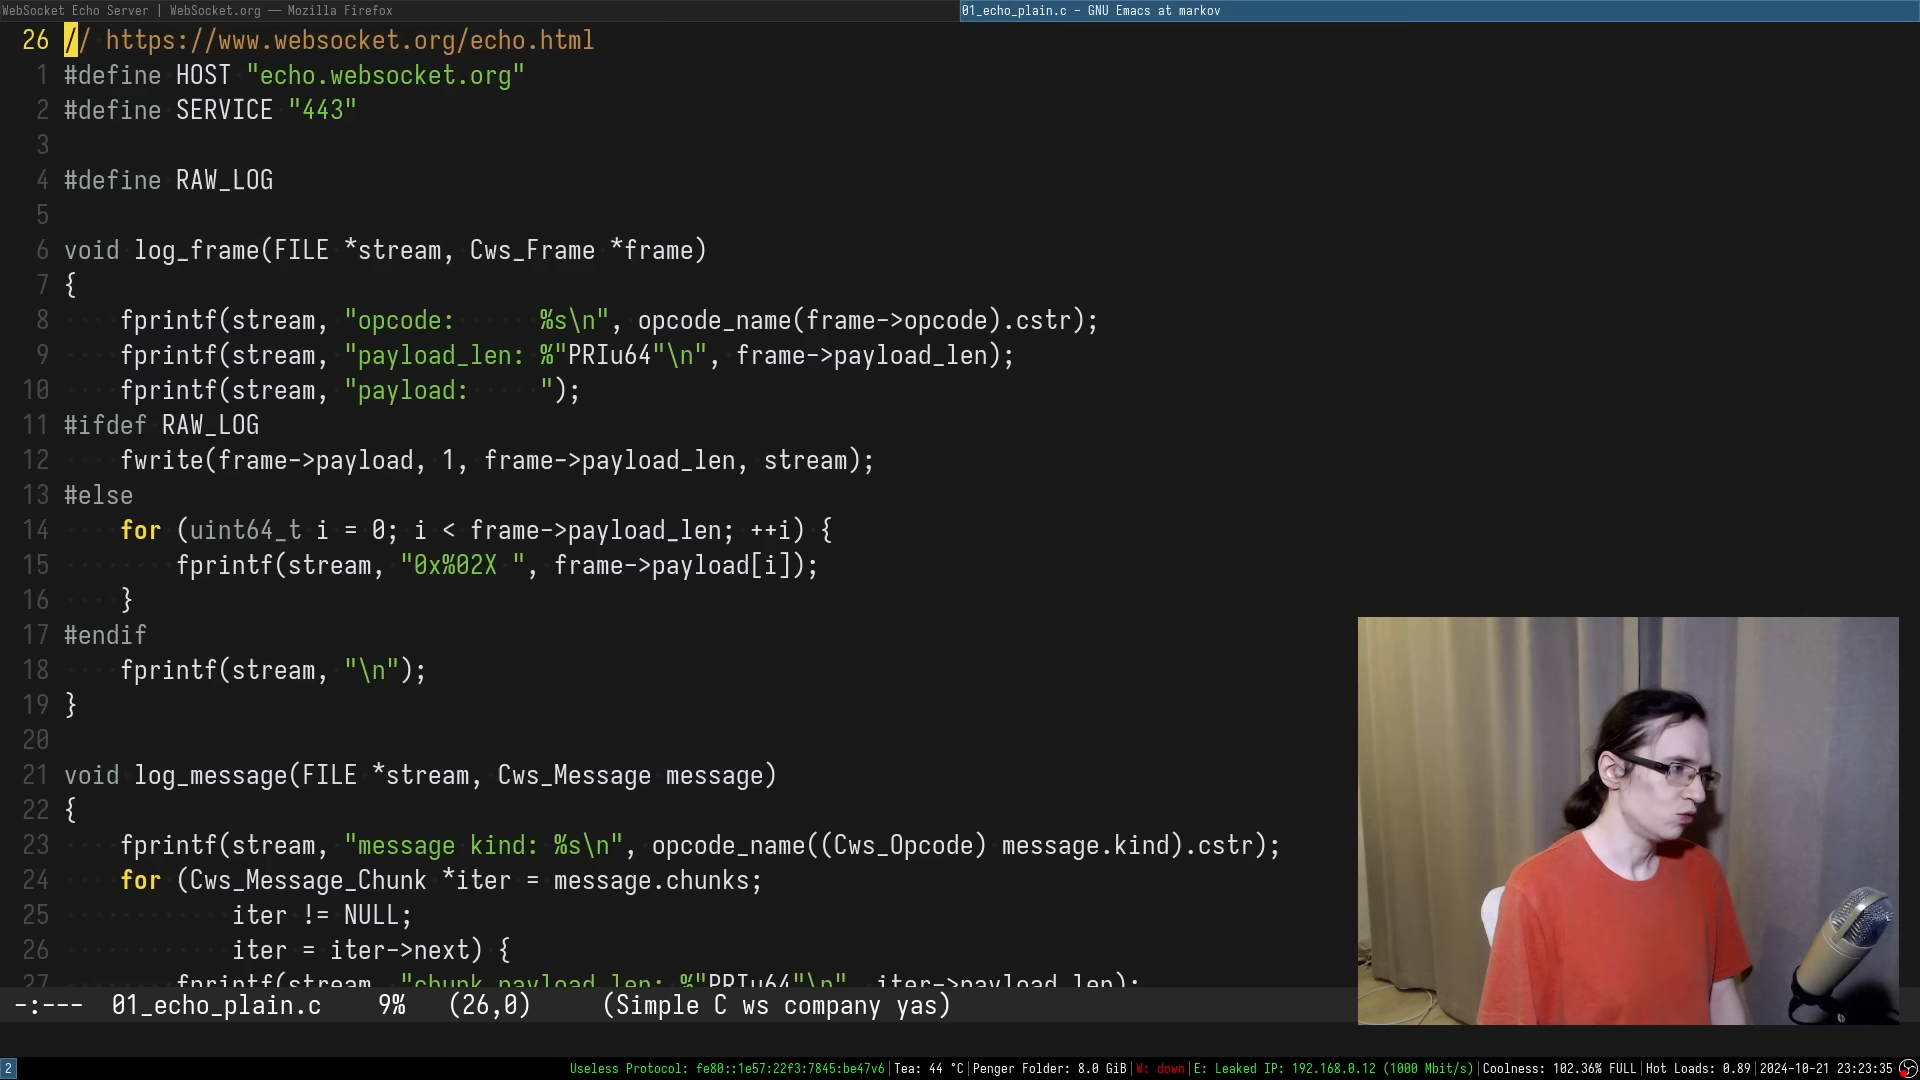 WebSocket Echo Server | WebSocket.org — Mozilla Firefox
01_echo_plain.c - GNU Emacs at markov
26 // https://www.websocket.org/echo.html
1 #define HOST "echo.websocket.org"
2 #define SERVICE "443"
3
4 #define RAW_LOG
5
6 void log_frame(FILE *stream, Cws_Frame *frame)
7 {
8     fprintf(stream, "opcode:      %s\n", opcode_name(frame->opcode).cstr);
9     fprintf(stream, "payload_len: %"PRIu64"\n", frame->payload_len);
10     fprintf(stream, "payload:     ");
11 #ifdef RAW_LOG
12     fwrite(frame->payload, 1, frame->payload_len, stream);
13 #else
14     for (uint64_t i = 0; i < frame->payload_len; ++i) {
15         fprintf(stream, "0x%02X ", frame->payload[i]);
16     }
17 #endif
18     fprintf(stream, "\n");
19 }
20
21 void log_message(FILE *stream, Cws_Message message)
22 {
23     fprintf(stream, "message kind: %s\n", opcode_name((Cws_Opcode) message.kind).cstr);
24     for (Cws_Message_Chunk *iter = message.chunks;
25             iter != NULL;
26             iter = iter->next) {
27         fprintf(stream, "chunk payload_len: %"PRIu64"\n", iter->payload_len);
-:---  01_echo_plain.c    9%   (26,0)     (Simple C ws company yas)
2 Useless Protocol: fe80::1e57:22f3:7845:be47v6|Tea: 44 °C|Penger Folder: 8.0 GiB|W: down|E: Leaked IP: 192.168.0.12 (1000 Mbit/s)|Coolness: 102.36% FULL|Hot Loads: 0.89|2024-10-21 23:23:35